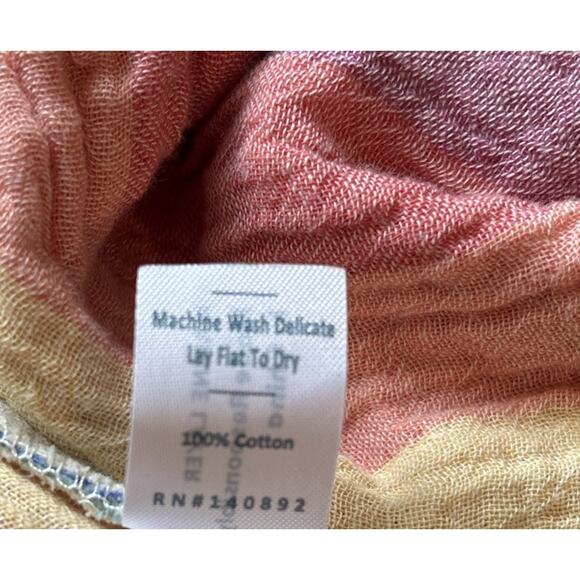 Machine Wash Delicate
Lay Flat To Dry
100% Cotton
RN#140892